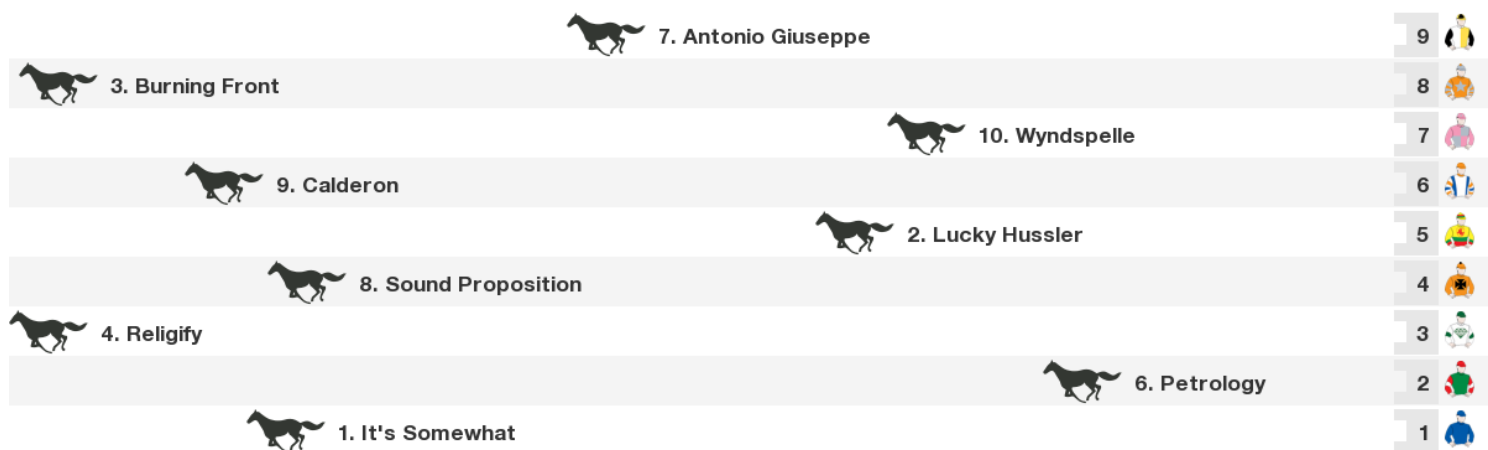 7. Antonio Giuseppe 9
3. Burning Front 8
10. Wyndspelle 7
9. Calderon 6
2. Lucky Hussler 5
8. Sound Proposition 4
4. Religify 3
6. Petrology 2
1. It's Somewhat 1